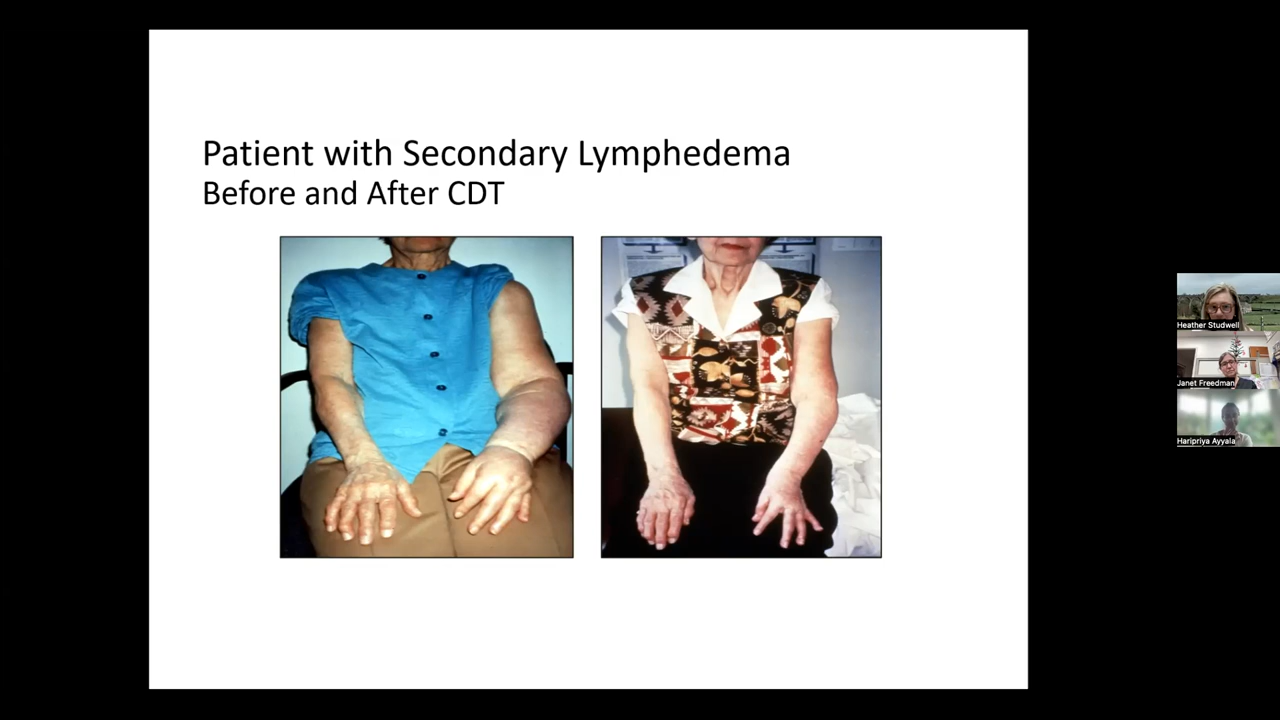 Patient with Secondary Lymphedema
Before and After CDT
Heather Studwell
Janet Freedman
Haripriya Ayyala